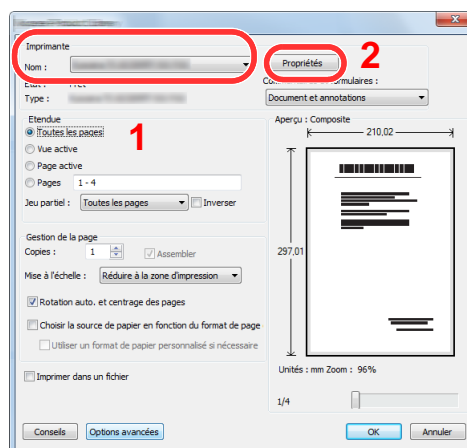 Imprimante
Nom :
Propriétés
2
Type :
Document et annotations
Etendue
Toutes les pages
1
Vue active
Page active
Pages 1 - 4
Jeu partiel : Toutes les pages Inverser
Aperçu : Composite
210,02
297,01
Gestion de la page
Copies : 1 Assembler
Mise à l'échelle : Réduire à la zone d'impression
Rotation auto. et centrage des pages
Choisir la source de papier en fonction du format de page
Utiliser un format de papier personnalisé si nécessaire
Imprimer dans un fichier
Unités : mm Zoom : 96%
1/4
Conseils Options avancées OK Annuler